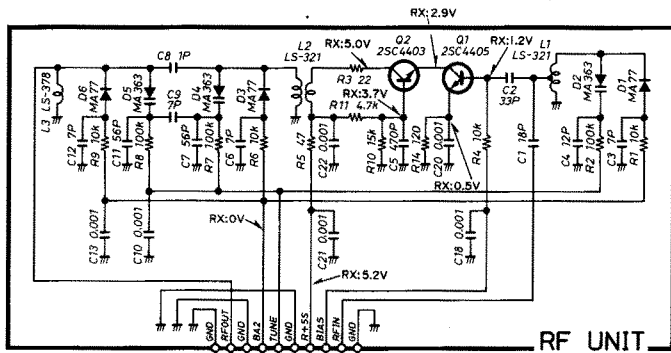 RX:2.9V
Q2
2SC4403
Q1
2SC4405
RX:1.2V
L1
LS-321
L2
LS-321
RX:5.0V
C8 1P
L3 LS-378
D6
MA77
D5
MA363
C9
7P
D4
MA363
D3
MA77
R3 22
R11 4.7k
RX:3.7V
C2
33P
D2
MA363
D1
MA77
C12 7P
R9 100k
C11 56P
R8 100k
C7 56P
R7 100k
C6 7P
R6 10k
R5 47
C22 0.001
R10 15k
C5 470P
R14 120
C20 0.001
R4 10k
C1 18P
C4 12P
R2 100k
C3 7P
R1 10k
RX:0.5V
RX:0V
C13 0.001
C10 0.001
C21 0.001
C18 0.001
RX:5.2V
GND
RFOUT
GND
BA2
TUNE
GND
R+5S
BIAS
RFIN
GND
RF UNIT